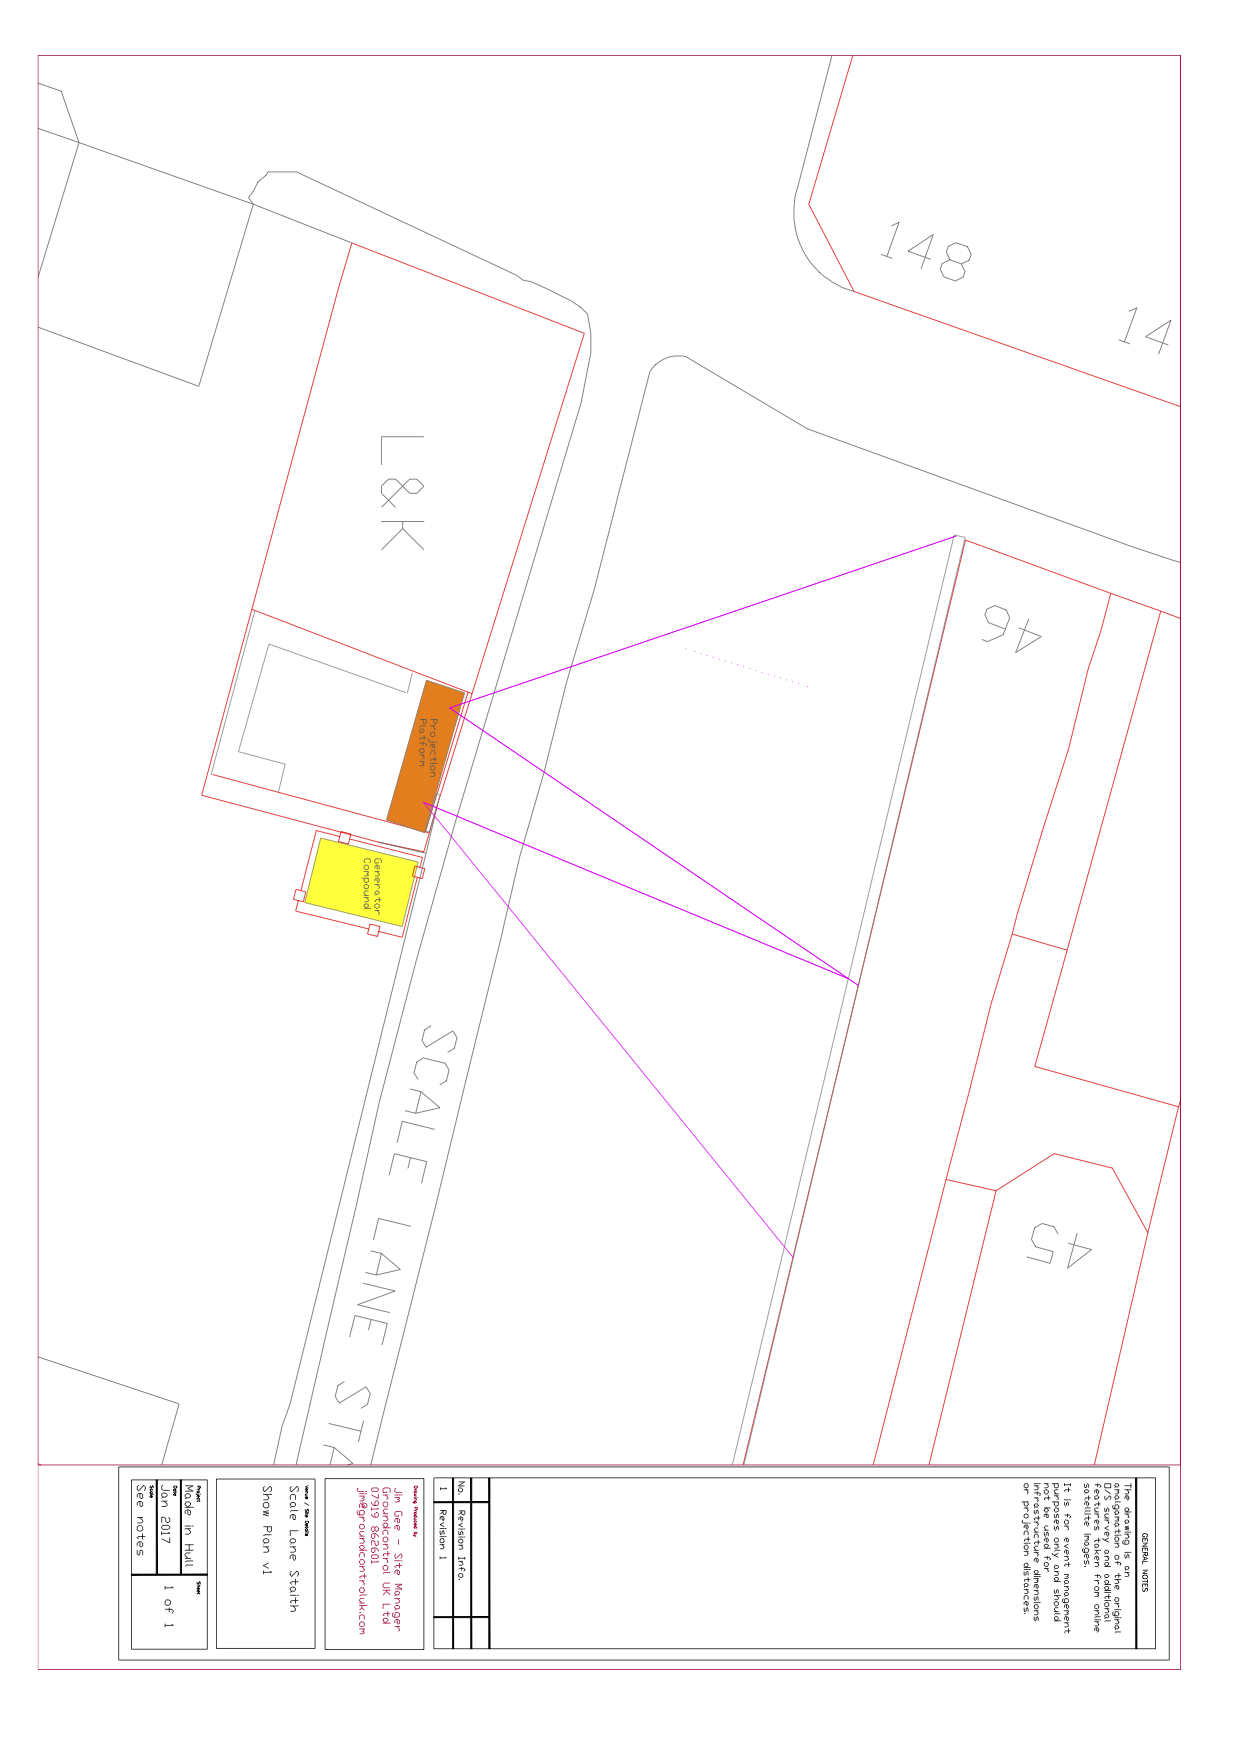 148
14
L&K
46
Projection
Platform
Generator
Compound
SCALE LANE STA
45
GENERAL NOTES
The drawing is an
amalgamation of the original
O/S survey and additional
features taken from online
satellite images.
It is for event management
purposes only and should
not be used for
infrastructure dimensions
or projection distances.
No. Revision Info.
1 Revision 1
Drawing Produced by
Jim Gee - Site Manager
Groundcontrol UK Ltd
07919 862601
jim@groundcontroluk.com
Venue / Site Details
Scale Lane Staith
Show Plan v1
Project
Made in Hull
Date
Jan 2017
Scale
See notes
Sheet
1 of 1